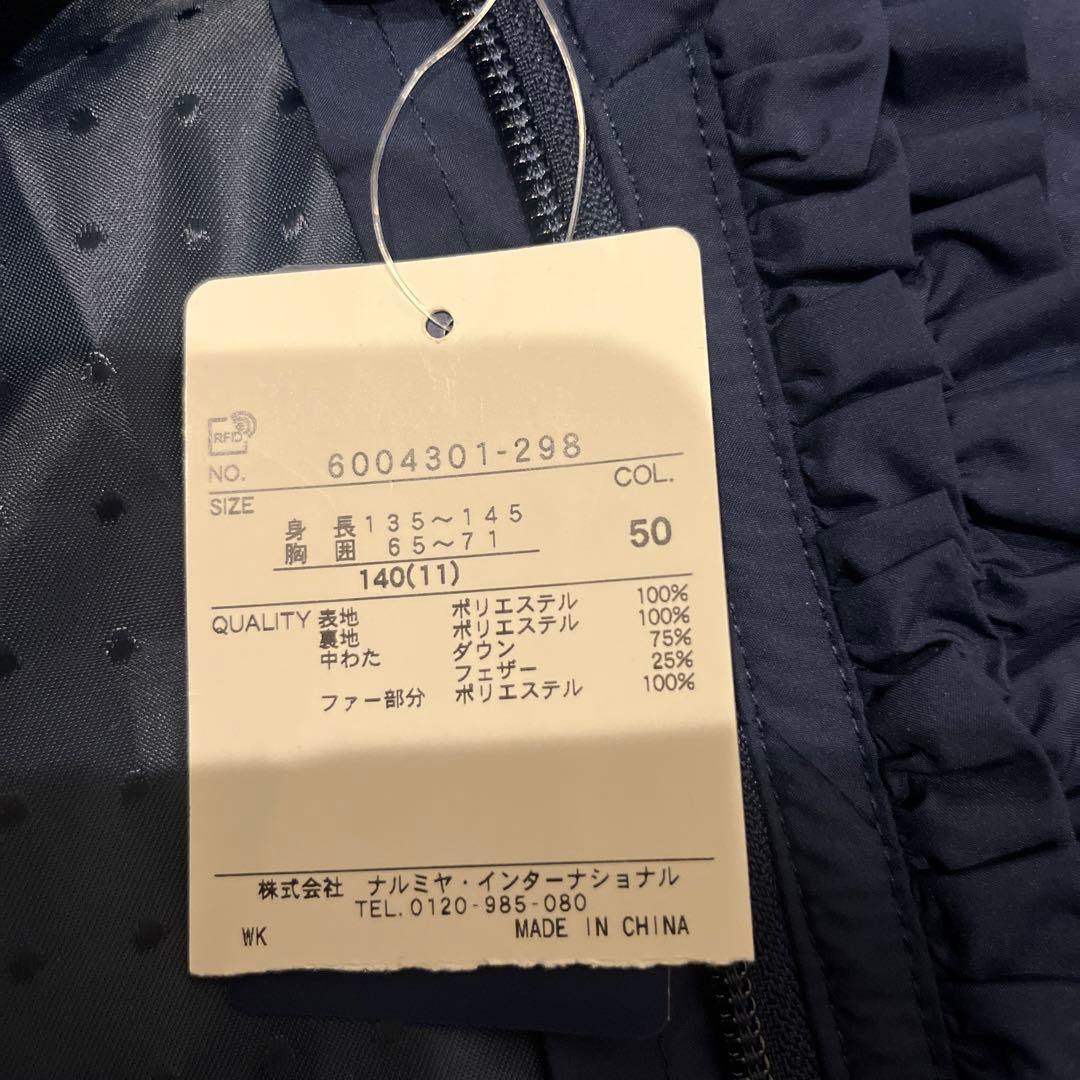 RFID
NO. 6004301-298
SIZE COL.
身 長 135～145
胸 囲 65～71 50
140(11)
QUALITY 表地 ポリエステル 100%
裏地 ポリエステル 100%
中わた ダウン 75%
フェザー 25%
ファー部分 ポリエステル 100%
株式会社 ナルミヤ・インターナショナル
TEL.0120-985-080
WK MADE IN CHINA